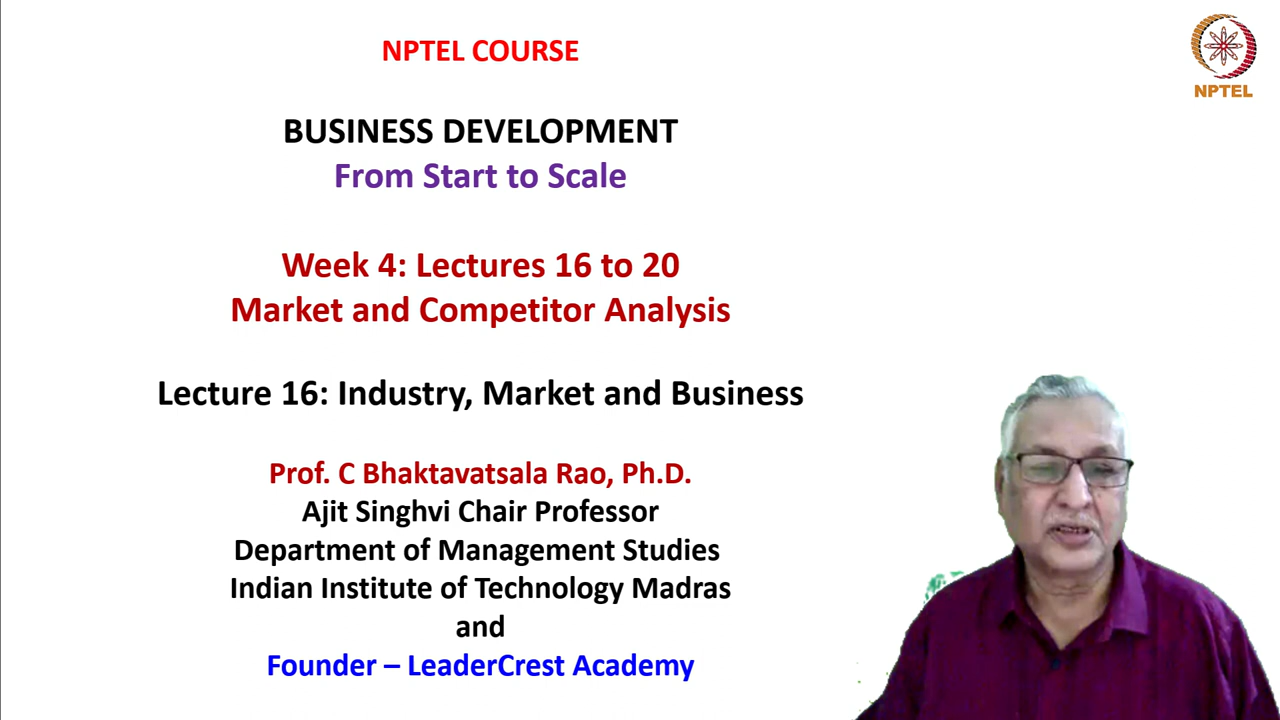 NPTEL COURSE
NPTEL
BUSINESS DEVELOPMENT
From Start to Scale
Week 4: Lectures 16 to 20
Market and Competitor Analysis
Lecture 16: Industry, Market and Business
Prof. C Bhaktavatsala Rao, Ph.D.
Ajit Singhvi Chair Professor
Department of Management Studies
Indian Institute of Technology Madras
and
Founder – LeaderCrest Academy